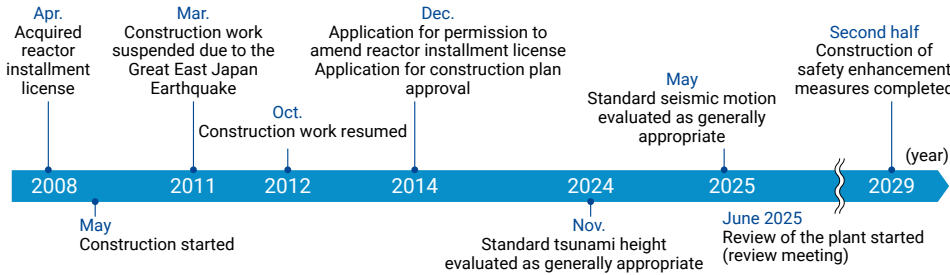 Apr.
Acquired
reactor
installment
license
Mar.
Construction work
suspended due to the
Great East Japan
Earthquake
Oct.
Construction work resumed
Dec.
Application for permission to
amend reactor installment license
Application for construction plan
approval
May
Standard seismic motion
evaluated as generally
appropriate
Second half
Construction of
safety enhancement
measures completed
(year)
2008
2011
2012
2014
2024
2025
2029
May
Construction started
Nov.
Standard tsunami height
evaluated as generally appropriate
June 2025
Review of the plant started
(review meeting)